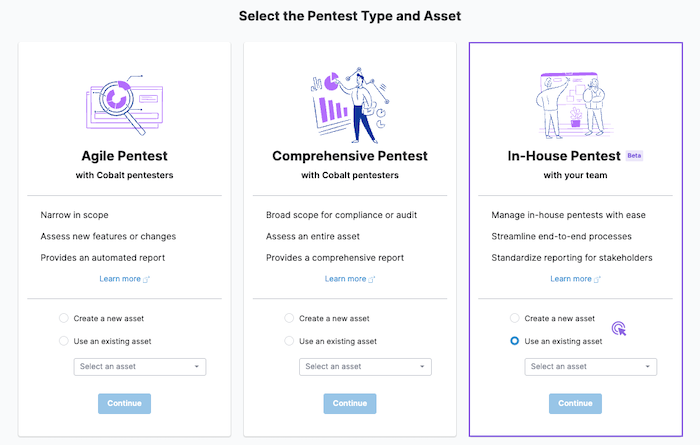 Select the Pentest Type and Asset
Agile Pentest
with Cobalt pentesters
Narrow in scope
Assess new features or changes
Provides an automated report
Learn more
Create a new asset
Use an existing asset
Select an asset
Continue
Comprehensive Pentest
with Cobalt pentesters
Broad scope for compliance or audit
Assess an entire asset
Provides a comprehensive report
Learn more
Create a new asset
Use an existing asset
Select an asset
Continue
In-House Pentest Beta
with your team
Manage in-house pentests with ease
Streamline end-to-end processes
Standardize reporting for stakeholders
Learn more
Create a new asset
Use an existing asset
Select an asset
Continue